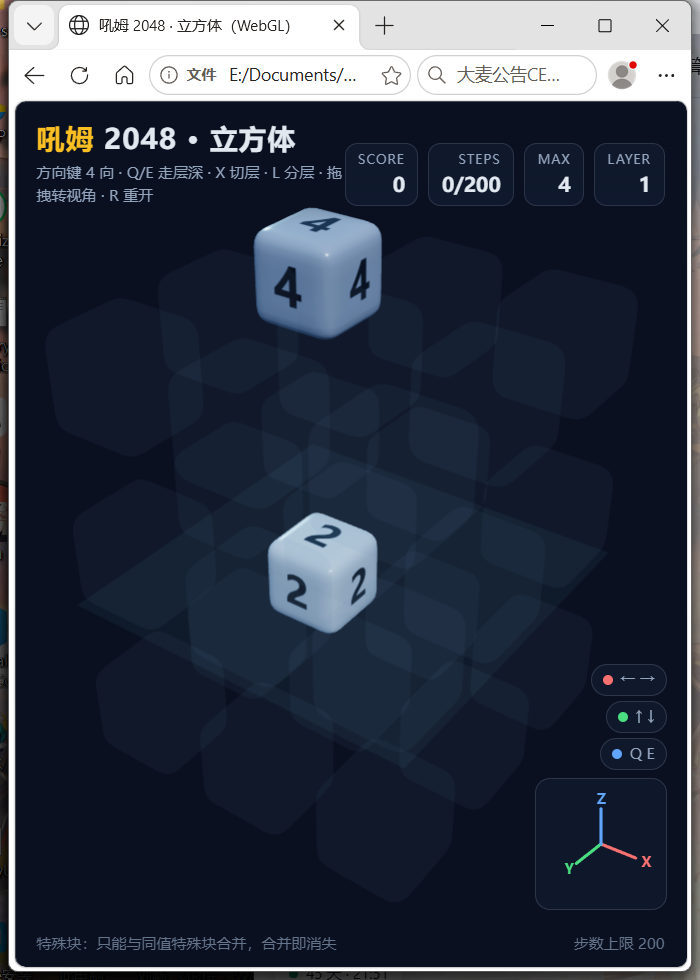 吼姆 2048 · 立方体 (WebGL)
文件 E:/Documents/...
大麦公告CE...
吼姆 2048 • 立方体
方向键 4 向 · Q/E 走层深 · X 切层 · L 分层 · 拖
拽转视角 · R 重开
SCORE
0
STEPS
0/200
MAX
4
LAYER
1
4
4
4
2
2
2
←→
↑↓
Q E
Z
Y
X
特殊块：只能与同值特殊块合并，合并即消失
步数上限 200